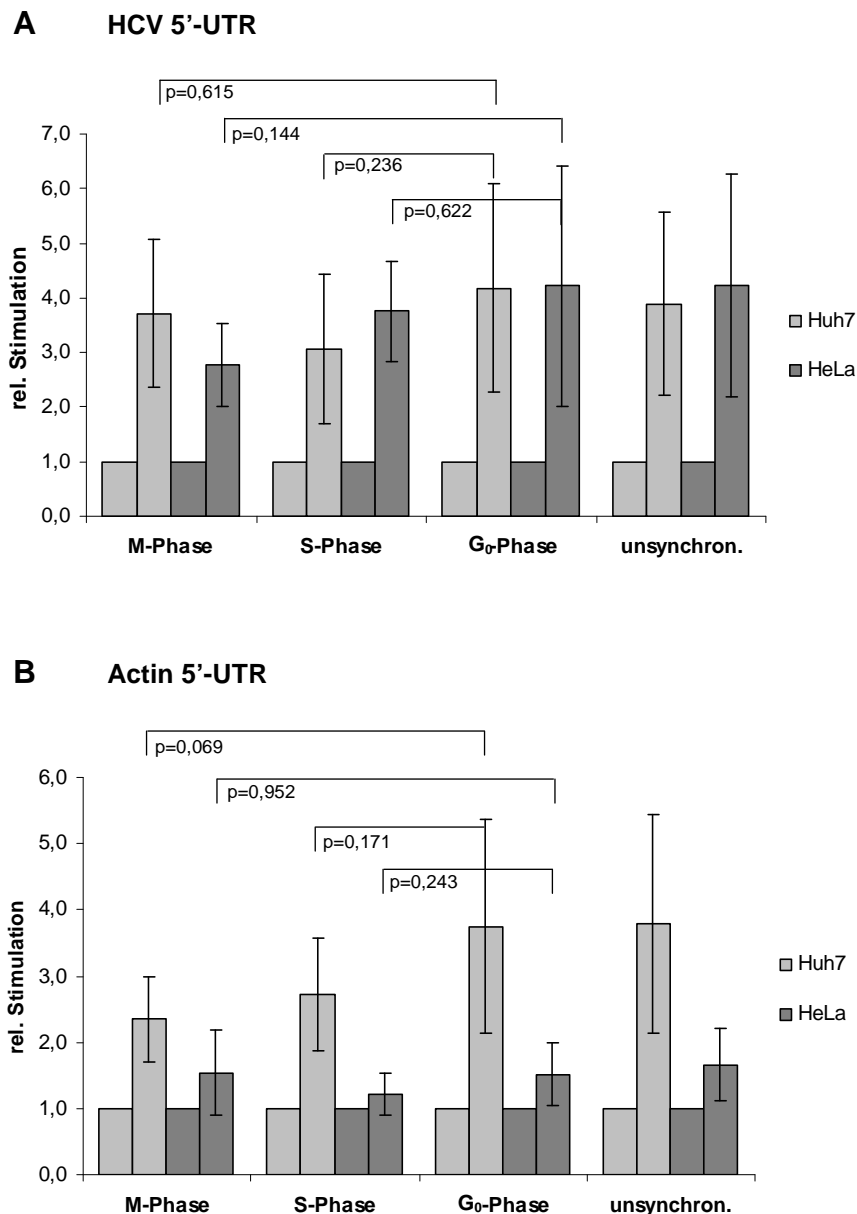 A HCV 5’-UTR
p=0,615
p=0,144
p=0,236
p=0,622
7,0
6,0
5,0
4,0
3,0
2,0
1,0
0,0
rel. Stimulation
M-Phase S-Phase G₀-Phase unsynchron.
Huh7
HeLa
B Actin 5’-UTR
p=0,069
p=0,952
p=0,171
p=0,243
6,0
5,0
4,0
3,0
2,0
1,0
0,0
rel. Stimulation
M-Phase S-Phase G₀-Phase unsynchron.
Huh7
HeLa